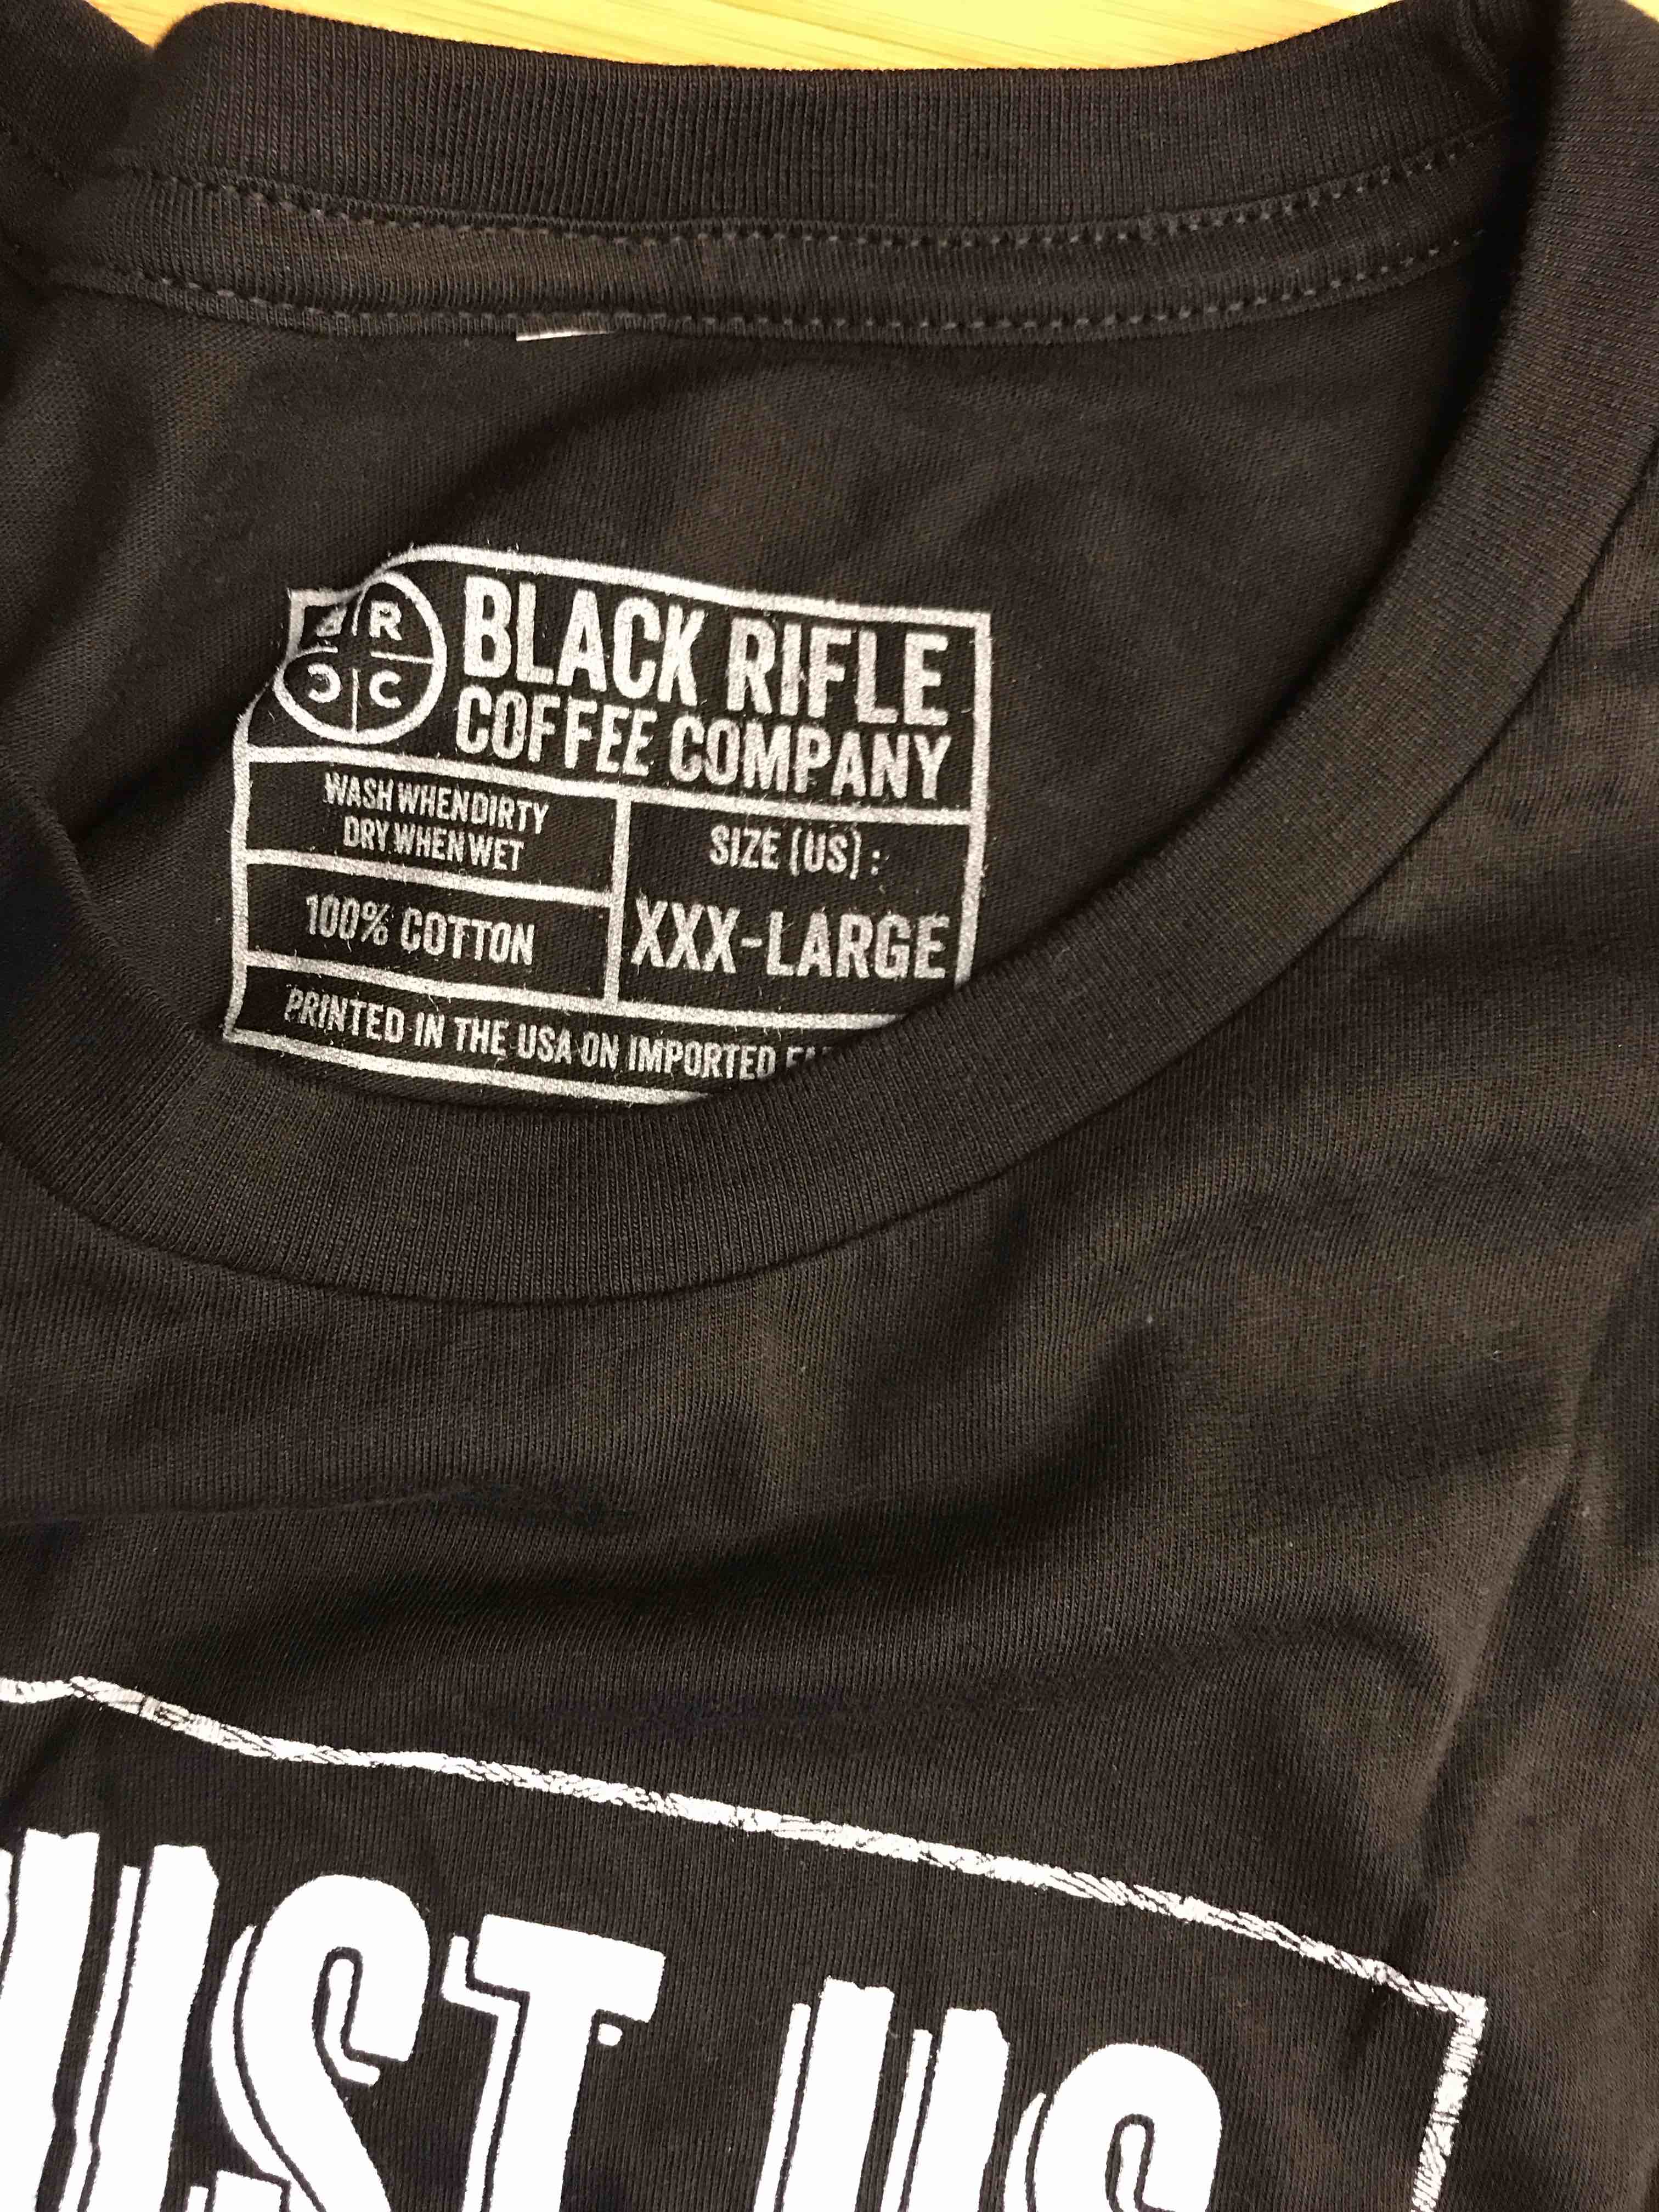 B R
C C
BLACK RIFLE
COFFEE COMPANY
WASH WHEN DIRTY
DRY WHEN WET
SIZE (US) :
100% COTTON
XXX-LARGE
PRINTED IN THE USA ON IMPORTED
US